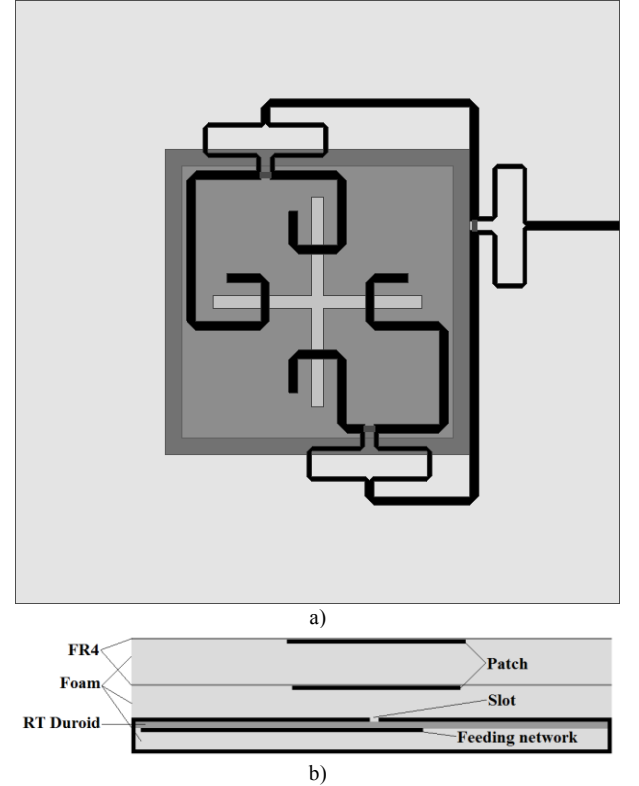 a)
FR4
Patch
Foam
Slot
RT Duroid
Feeding network
b)